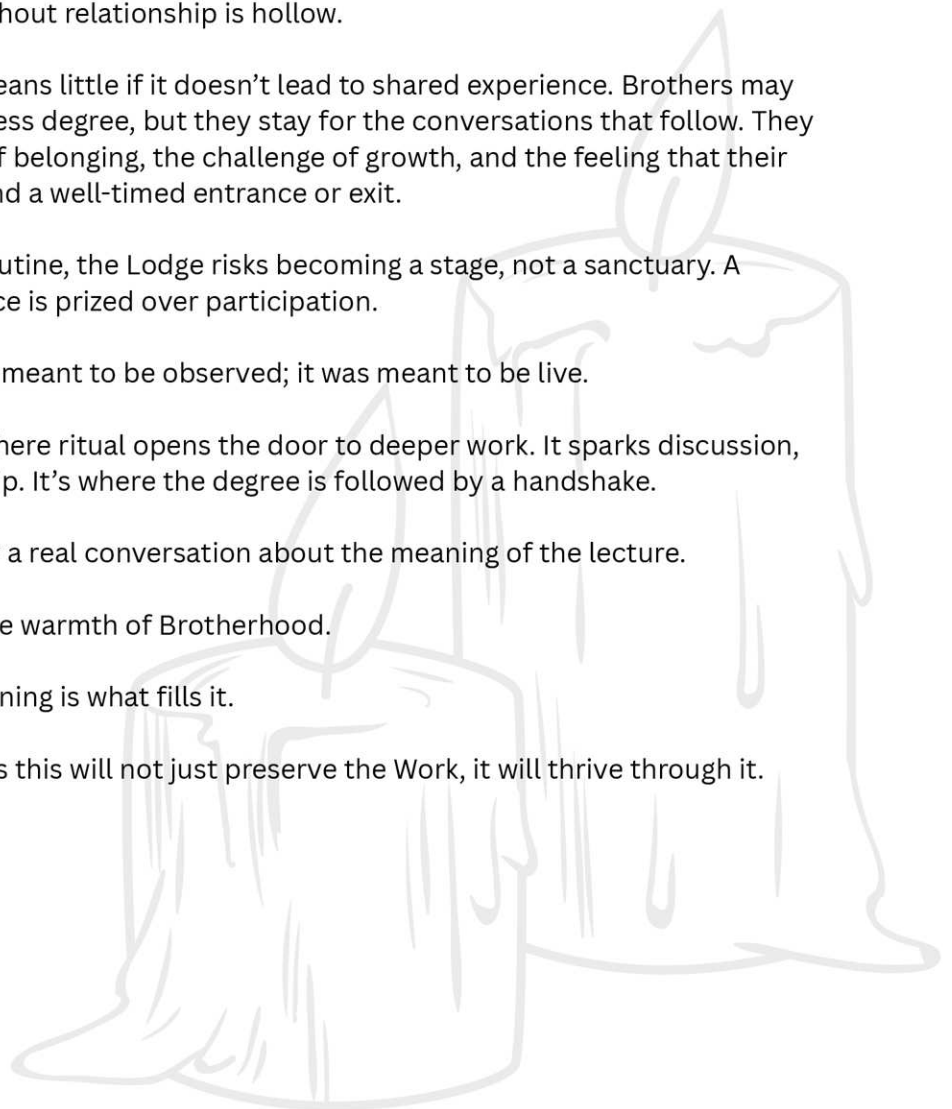 hout relationship is hollow.
eans little if it doesn’t lead to shared experience. Brothers may
ess degree, but they stay for the conversations that follow. They
f belonging, the challenge of growth, and the feeling that their
nd a well-timed entrance or exit.
utine, the Lodge risks becoming a stage, not a sanctuary. A
ce is prized over participation.
meant to be observed; it was meant to be live.
here ritual opens the door to deeper work. It sparks discussion,
p. It’s where the degree is followed by a handshake.
a real conversation about the meaning of the lecture.
e warmth of Brotherhood.
ning is what fills it.
s this will not just preserve the Work, it will thrive through it.